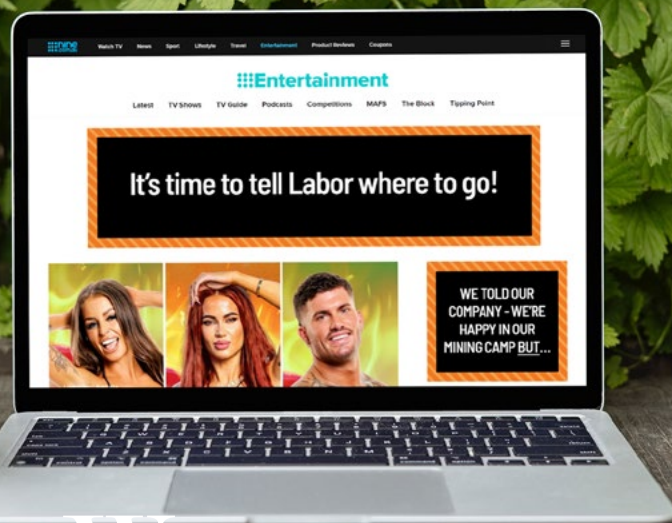 nine
Watch TV News Sport Lifestyle Travel Entertainment Product Reviews Coupons
Entertainment
Latest TV Shows TV Guide Podcasts Competitions MAFS The Block Tipping Point
It's time to tell Labor where to go!
WE TOLD OUR
COMPANY - WE'RE
HAPPY IN OUR
MINING CAMP BUT...